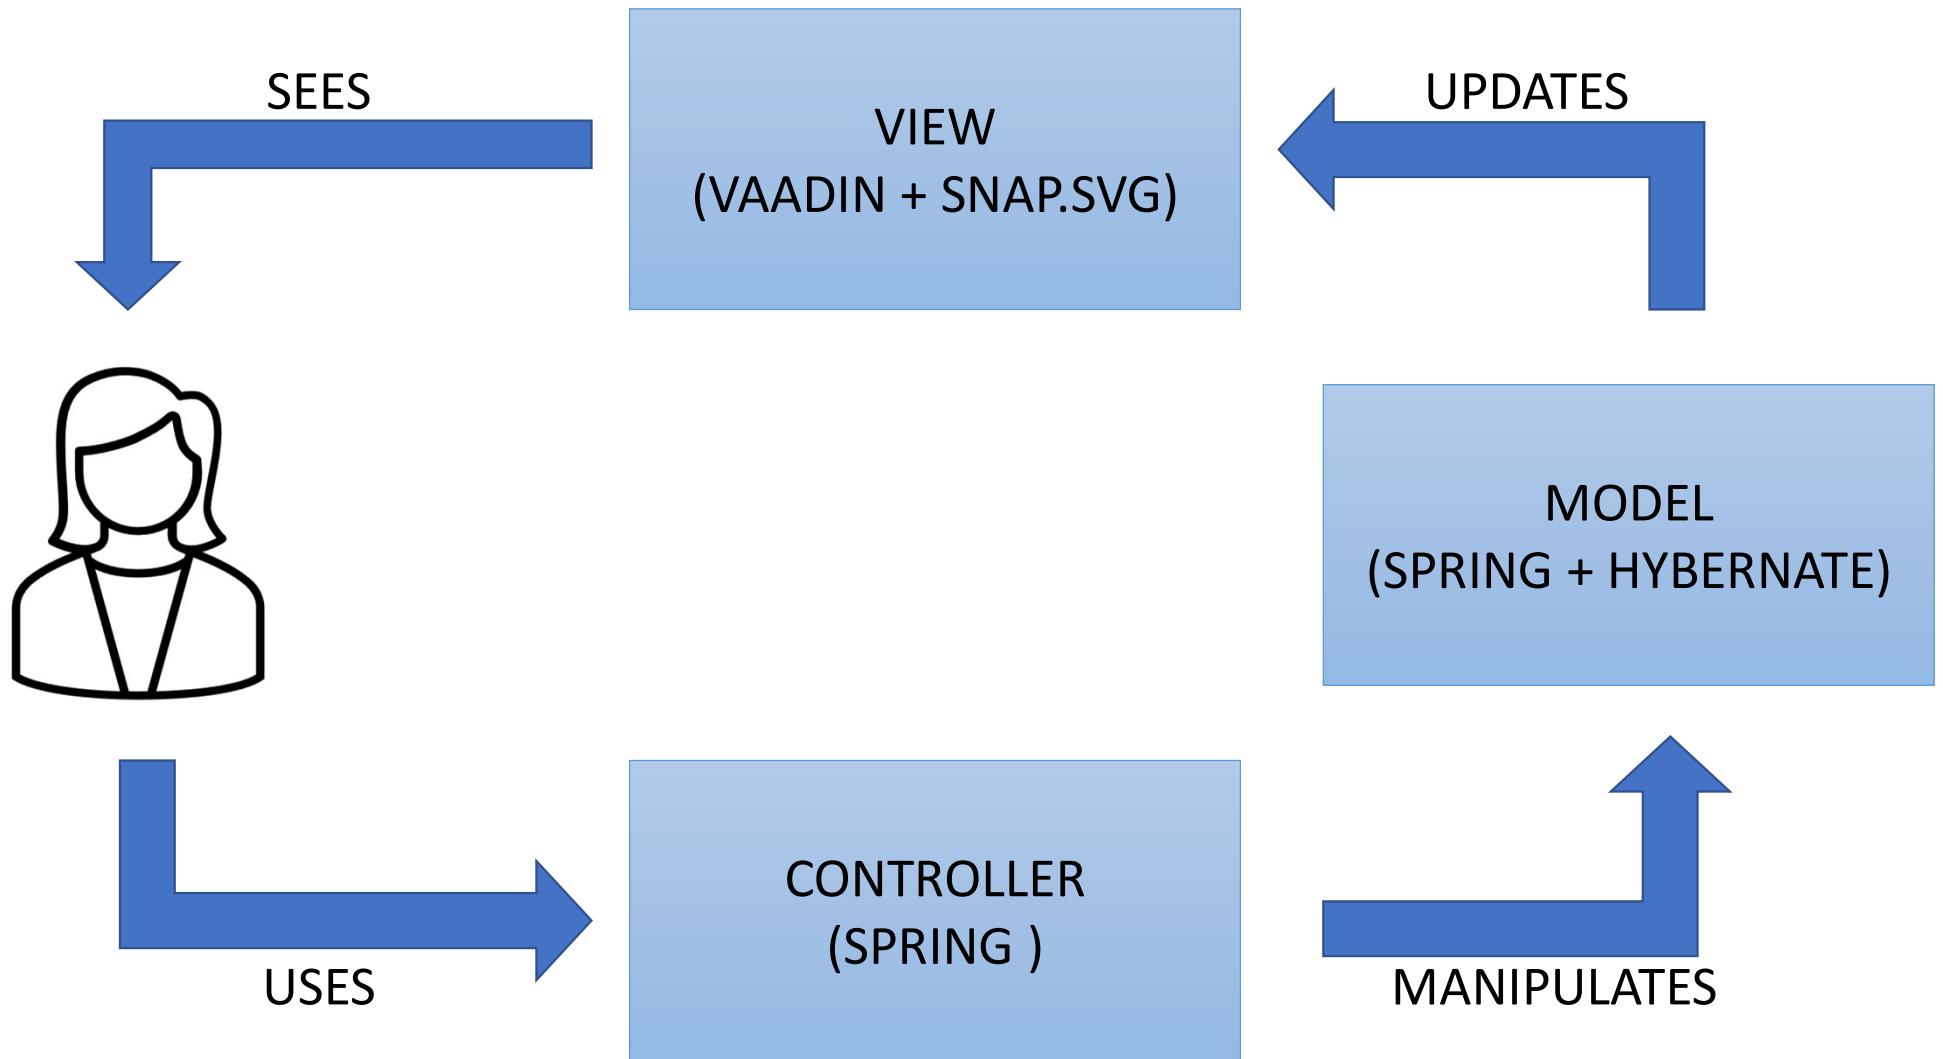 SEES
VIEW
(VAADIN + SNAP.SVG)
UPDATES
MODEL
(SPRING + HYBERNATE)
CONTROLLER
(SPRING )
USES
MANIPULATES